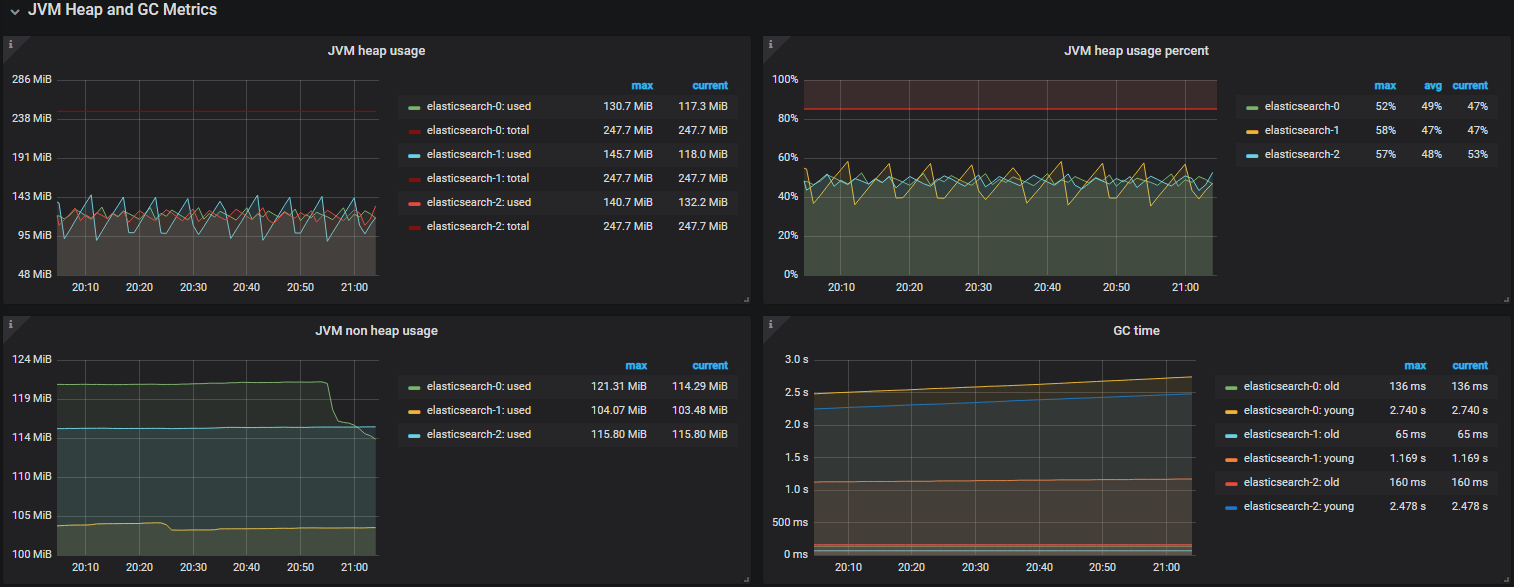 JVM Heap and GC Metrics
i
JVM heap usage
286 MiB
238 MiB
191 MiB
143 MiB
95 MiB
48 MiB
20:10 20:20 20:30 20:40 20:50 21:00
max current
elasticsearch-0: used 130.7 MiB 117.3 MiB
elasticsearch-0: total 247.7 MiB 247.7 MiB
elasticsearch-1: used 145.7 MiB 118.0 MiB
elasticsearch-1: total 247.7 MiB 247.7 MiB
elasticsearch-2: used 140.7 MiB 132.2 MiB
elasticsearch-2: total 247.7 MiB 247.7 MiB
i
JVM heap usage percent
100%
80%
60%
40%
20%
0%
20:10 20:20 20:30 20:40 20:50 21:00
max avg current
elasticsearch-0 52% 49% 47%
elasticsearch-1 58% 47% 47%
elasticsearch-2 57% 48% 53%
i
JVM non heap usage
124 MiB
119 MiB
114 MiB
110 MiB
105 MiB
100 MiB
20:10 20:20 20:30 20:40 20:50 21:00
max current
elasticsearch-0: used 121.31 MiB 114.29 MiB
elasticsearch-1: used 104.07 MiB 103.48 MiB
elasticsearch-2: used 115.80 MiB 115.80 MiB
i
GC time
3.0 s
2.5 s
2.0 s
1.5 s
1.0 s
500 ms
0 ms
20:10 20:20 20:30 20:40 20:50 21:00
max current
elasticsearch-0: old 136 ms 136 ms
elasticsearch-0: young 2.740 s 2.740 s
elasticsearch-1: old 65 ms 65 ms
elasticsearch-1: young 1.169 s 1.169 s
elasticsearch-2: old 160 ms 160 ms
elasticsearch-2: young 2.478 s 2.478 s